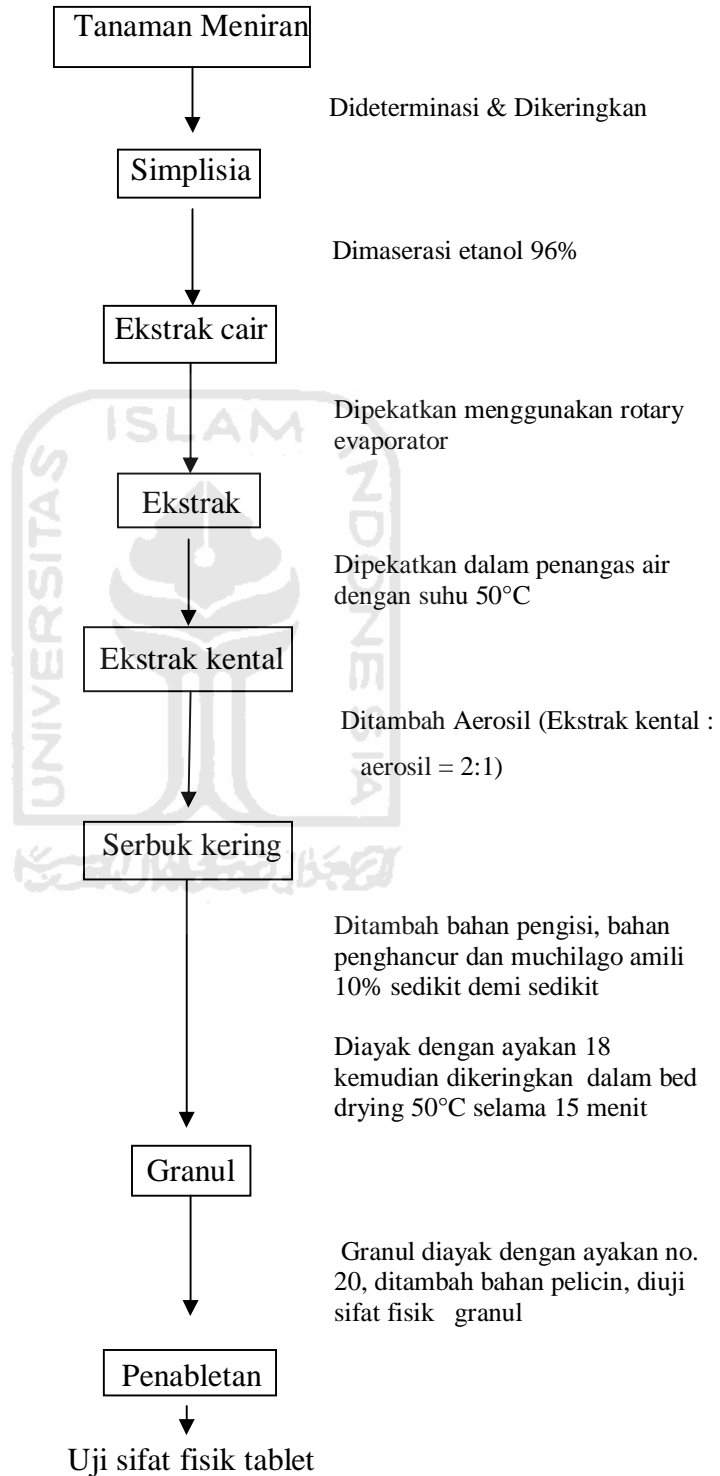 Tanaman Meniran
Dideterminasi & Dikeringkan
Simplisia
Dimaserasi etanol 96%
Ekstrak cair
Dipekatkan menggunakan rotary
evaporator
Ekstrak
Dipekatkan dalam penangas air
dengan suhu 50°C
Ekstrak kental
Ditambah Aerosil (Ekstrak kental :
aerosil = 2:1)
Serbuk kering
Ditambah bahan pengisi, bahan
penghancur dan muchilago amili
10% sedikit demi sedikit
Diayak dengan ayakan 18
kemudian dikeringkan dalam bed
drying 50°C selama 15 menit
Granul
Granul diayak dengan ayakan no.
20, ditambah bahan pelicin, diuji
sifat fisik granul
Penabletan
Uji sifat fisik tablet
UNIVERSITAS
ISLAM
INDONESIA